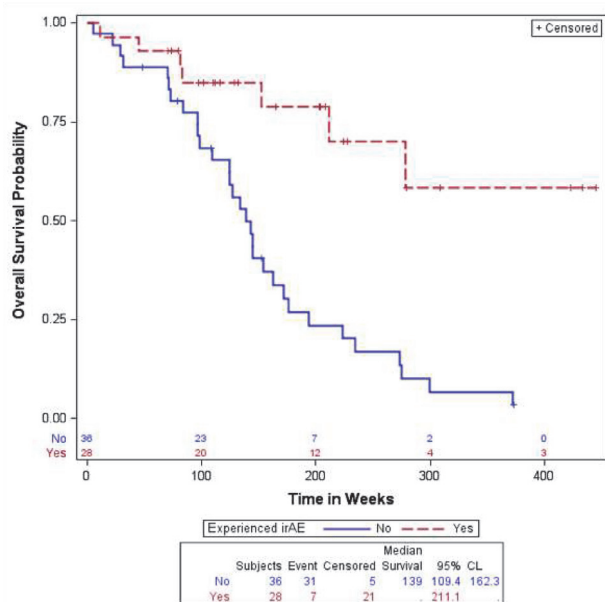 1.00
+ Censored
0.75
0.50
0.25
0.00
Overall Survival Probability
No 36 23 7 2 0
Yes 28 20 12 4 3
0 100 200 300 400
Time in Weeks
Experienced irAE No Yes
Median
Subjects Event Censored Survival 95% CL
No 36 31 5 139 109.4 162.3
Yes 28 7 21 . 211.1 .